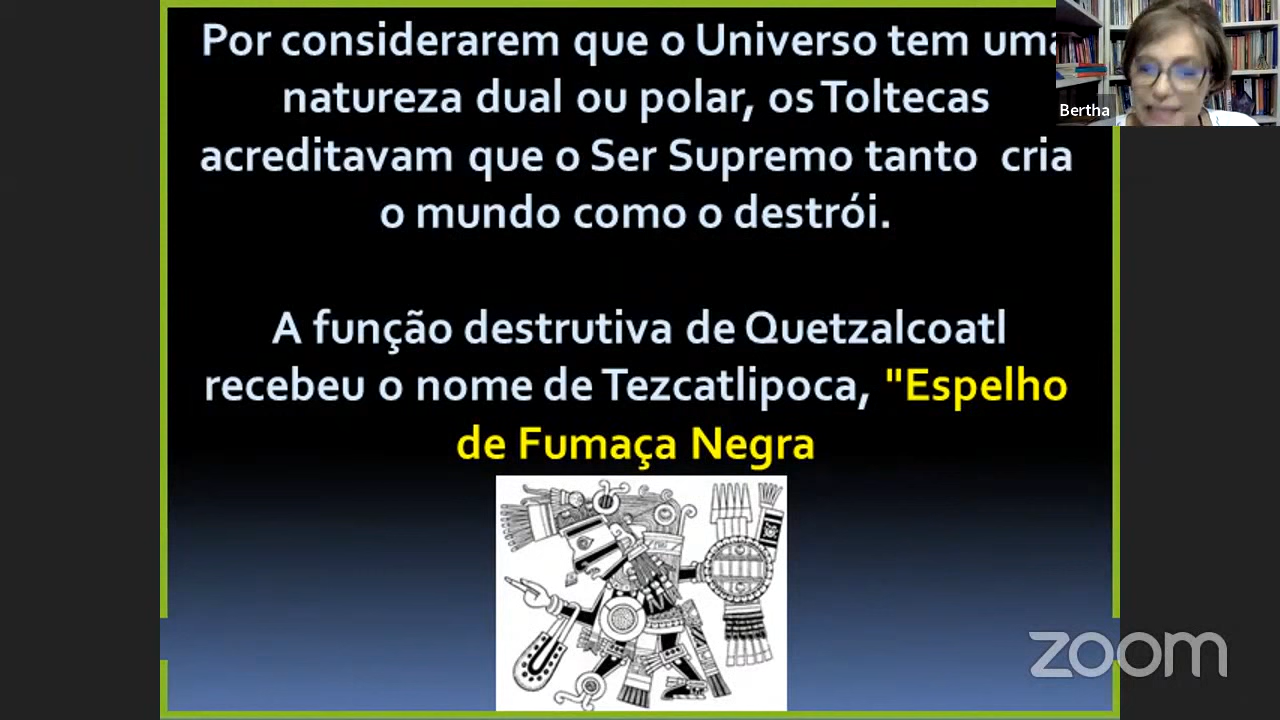 Por considerarem que o Universo tem uma
natureza dual ou polar, os Toltecas
acreditavam que o Ser Supremo tanto cria
o mundo como o destrói.
A função destrutiva de Quetzalcoatl
recebeu o nome de Tezcatlipoca, "Espelho
de Fumaça Negra
Bertha
zoom